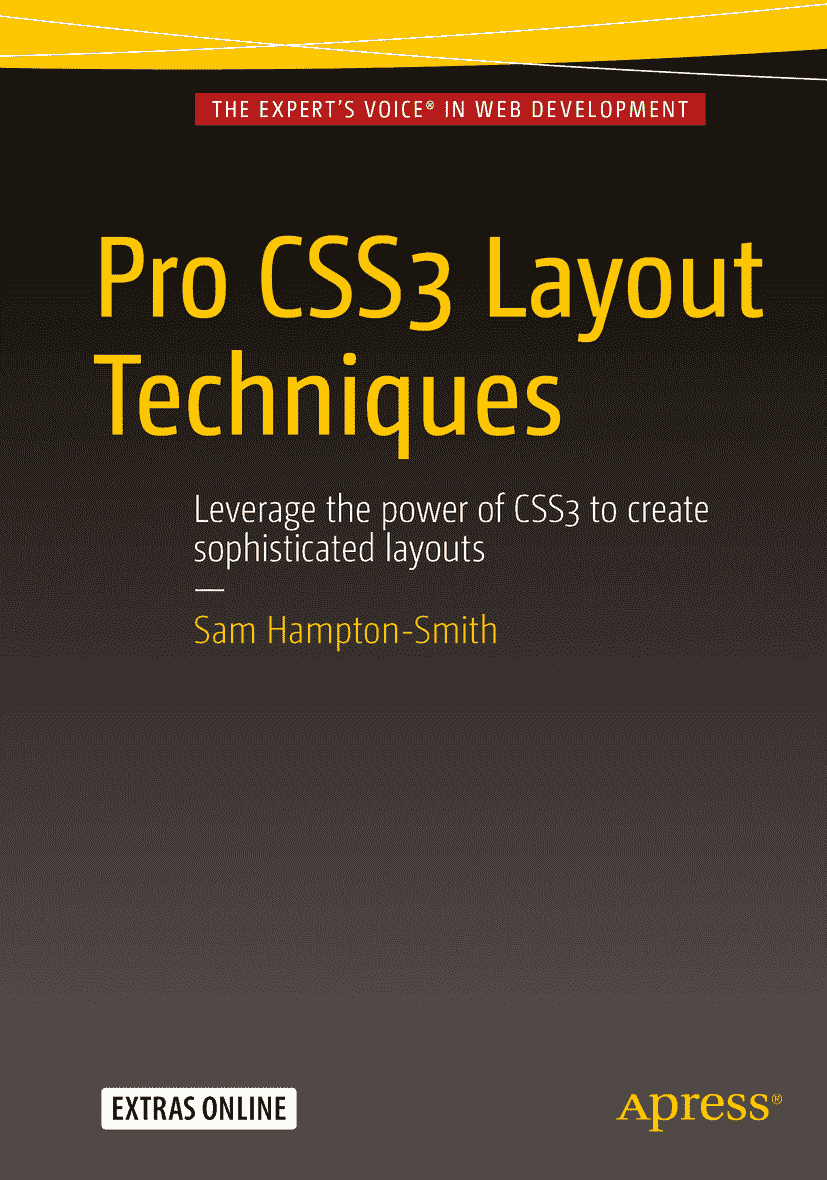 THE EXPERT'S VOICE® IN WEB DEVELOPMENT
Pro CSS3 Layout
Techniques
Leverage the power of CSS3 to create
sophisticated layouts
Sam Hampton-Smith
EXTRAS ONLINE
Apress®